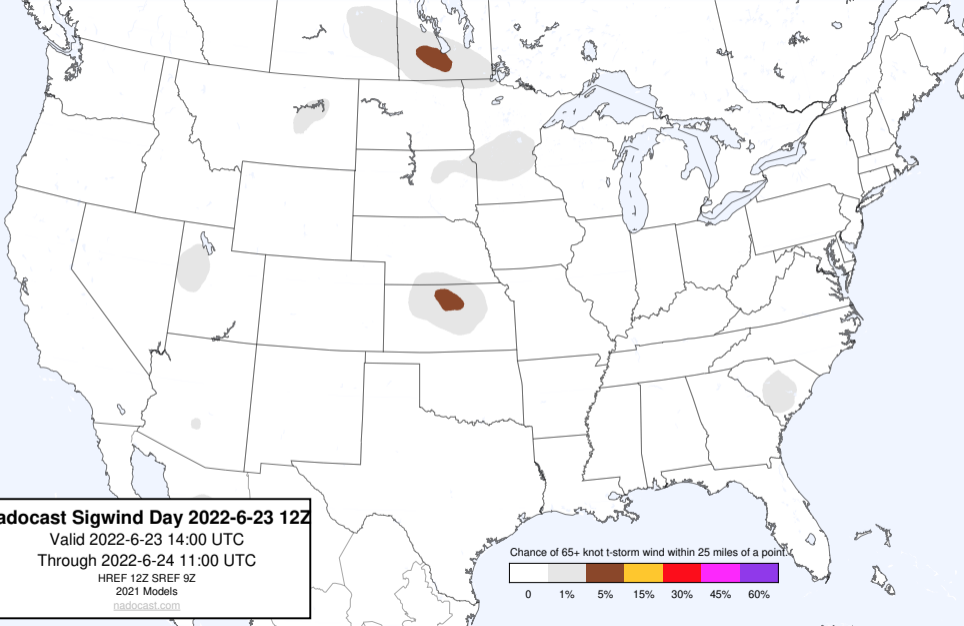 adocast Sigwind Day 2022-6-23 12Z
Valid 2022-6-23 14:00 UTC
Through 2022-6-24 11:00 UTC
HREF 12Z SREF 9Z
2021 Models
nadocast.com
Chance of 65+ knot t-storm wind within 25 miles of a point.
0 1% 5% 15% 30% 45% 60%